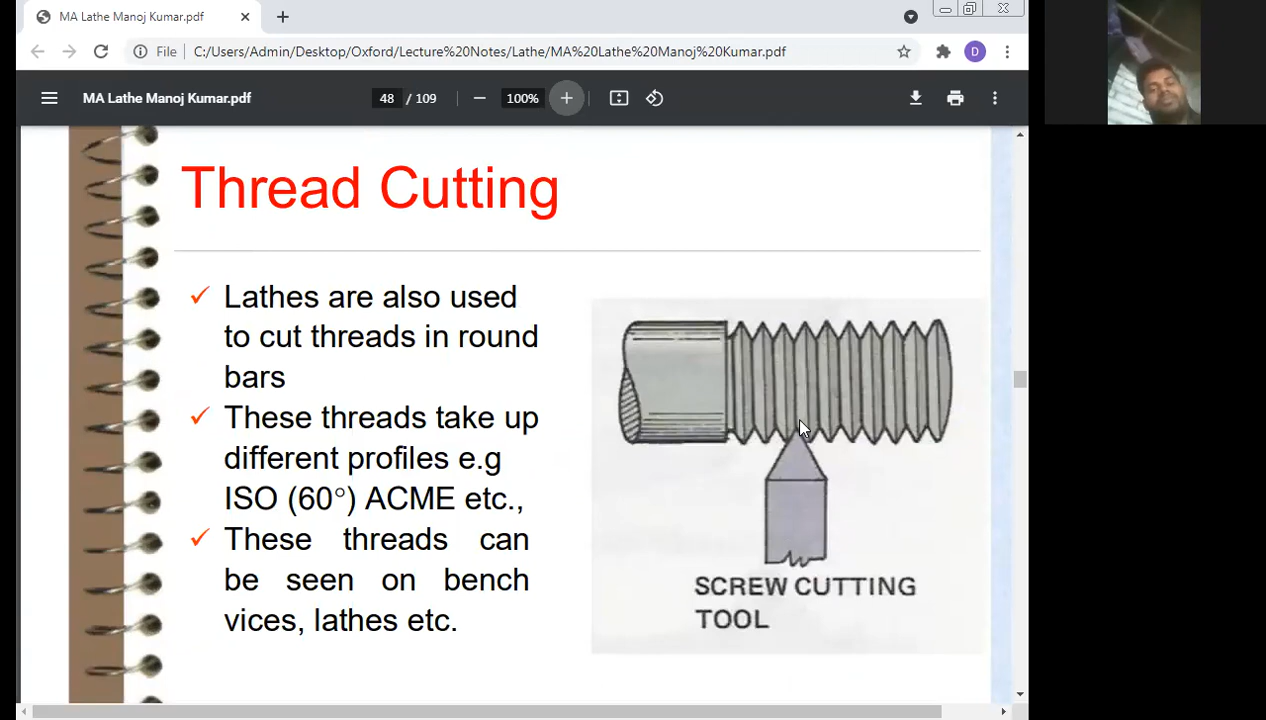 MA Lathe Manoj Kumar.pdf
File
C:/Users/Admin/Desktop/Oxford/Lecture%20Notes/Lathe/MA%20Lathe%20Manoj%20Kumar.pdf
D
MA Lathe Manoj Kumar.pdf
48 / 109
100%
Thread Cutting
Lathes are also used
to cut threads in round
bars
These threads take up
different profiles e.g
ISO (60°) ACME etc.,
These threads can
be seen on bench
vices, lathes etc.
SCREW CUTTING
TOOL